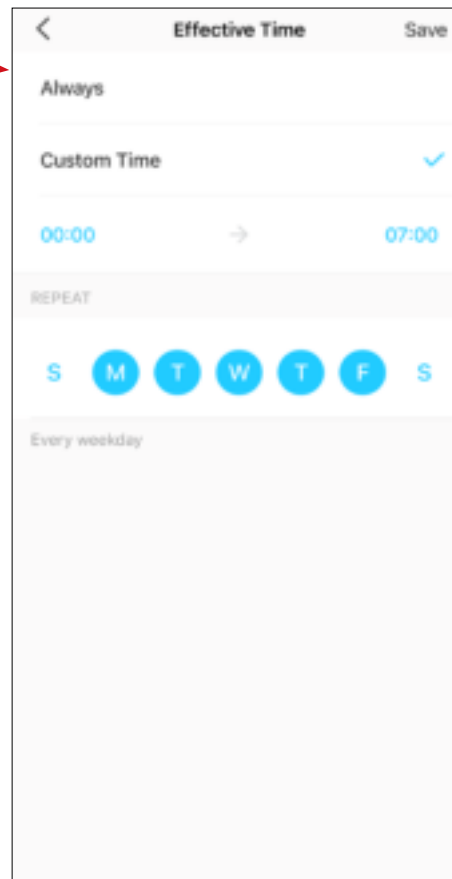 Effective Time Save
Always
Custom Time
00:00 → 07:00
REPEAT
S M T W T F S
Every weekday